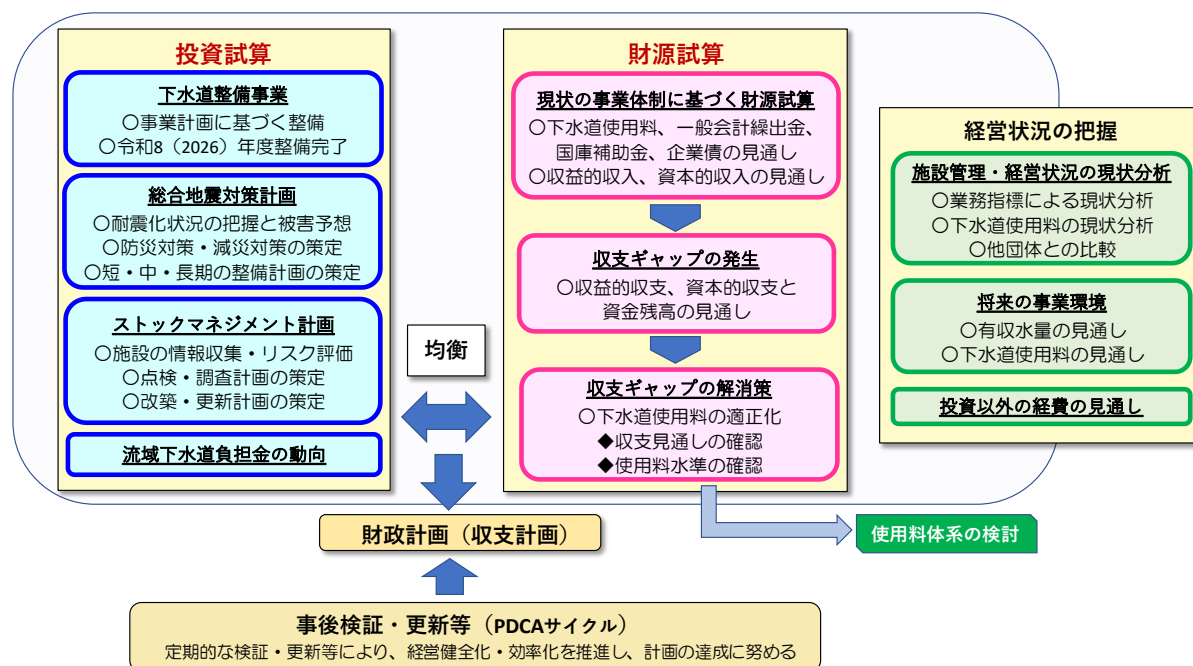 投資試算
下水道整備事業
○事業計画に基づく整備
○令和8（2026）年度整備完了
総合地震対策計画
○耐震化状況の把握と被害予想
○防災対策・減災対策の策定
○短・中・長期の整備計画の策定
ストックマネジメント計画
○施設の情報収集・リスク評価
○点検・調査計画の策定
○改築・更新計画の策定
流域下水道負担金の動向
均衡
財源試算
現状の事業体制に基づく財源試算
○下水道使用料、一般会計繰出金、
国庫補助金、企業債の見通し
○収益的収入、資本的収入の見通し
収支ギャップの発生
○収益的収支、資本的収支と
資金残高の見通し
収支ギャップの解消策
○下水道使用料の適正化
◆収支見通しの確認
◆使用料水準の確認
経営状況の把握
施設管理・経営状況の現状分析
○業務指標による現状分析
○下水道使用料の現状分析
○他団体との比較
将来の事業環境
○有収水量の見通し
○下水道使用料の見通し
投資以外の経費の見通し
財政計画（収支計画）
使用料体系の検討
事後検証・更新等（PDCAサイクル）
定期的な検証・更新等により、経営健全化・効率化を推進し、計画の達成に努める